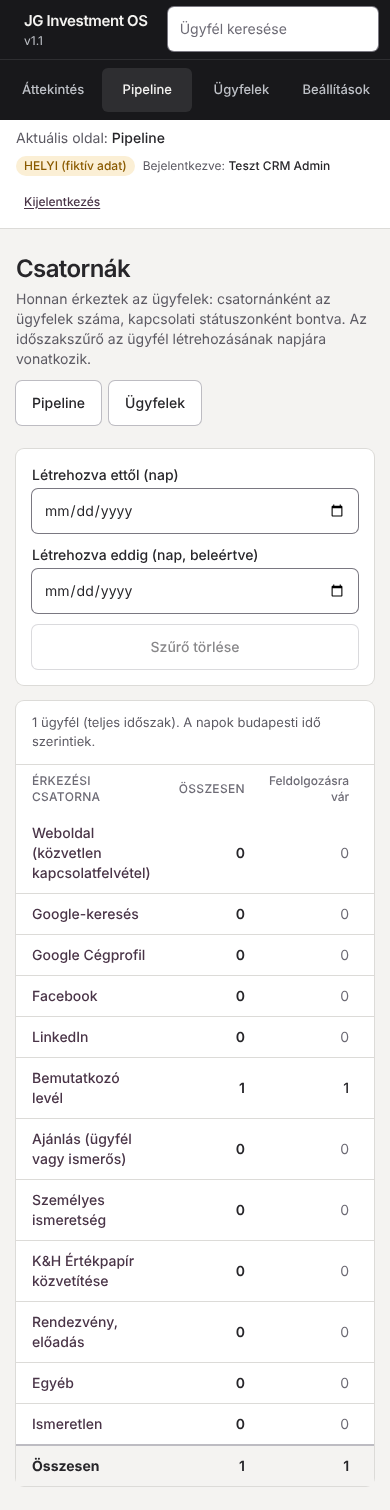 JG Investment OS
v1.1
Ügyfél keresése
Áttekintés
Pipeline
Ügyfelek
Beállítások
Aktuális oldal: Pipeline
HELYI (fiktív adat)
Bejelentkezve: Teszt CRM Admin
Kijelentkezés
Csatornák
Honnan érkeztek az ügyfelek: csatornánként az
ügyfelek száma, kapcsolati státuszonként bontva. Az
időszakszűrő az ügyfél létrehozásának napjára
vonatkozik.
Pipeline
Ügyfelek
Létrehozva ettől (nap)
mm/dd/yyyy
Létrehozva eddig (nap, beleértve)
mm/dd/yyyy
Szűrő törlése
1 ügyfél (teljes időszak). A napok budapesti idő
szerintiek.
ÉRKEZÉSI
CSATORNA
ÖSSZESEN
Feldolgozásra
vár
Weboldal
(közvetlen
kapcsolatfelvétel)
0
0
Google-keresés
0
0
Google Cégprofil
0
0
Facebook
0
0
LinkedIn
0
0
Bemutatkozó
levél
1
1
Ajánlás (ügyfél
vagy ismerős)
0
0
Személyes
ismeretség
0
0
K&H Értékpapír
közvetítése
0
0
Rendezvény,
előadás
0
0
Egyéb
0
0
Ismeretlen
0
0
Összesen
1
1